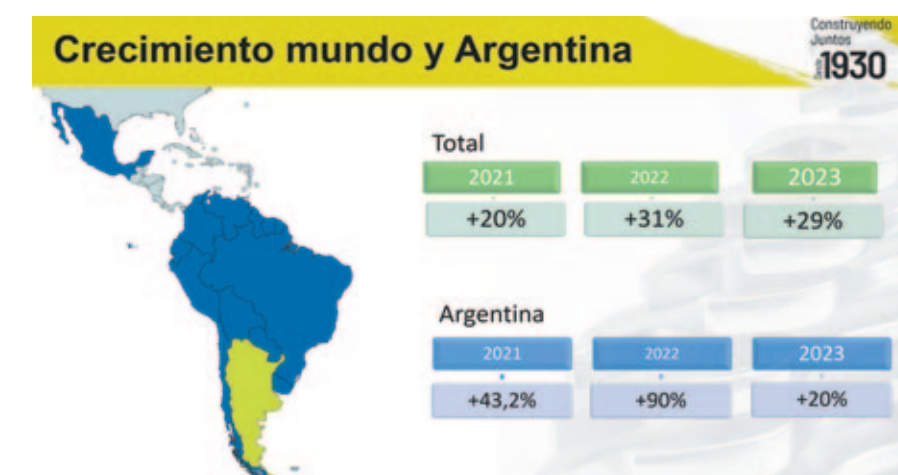 Crecimiento mundo y Argentina
Construyendo
Juntos
Desde 1930
Total
2021 2022 2023
+20% +31% +29%
Argentina
2021 2022 2023
+43,2% +90% +20%